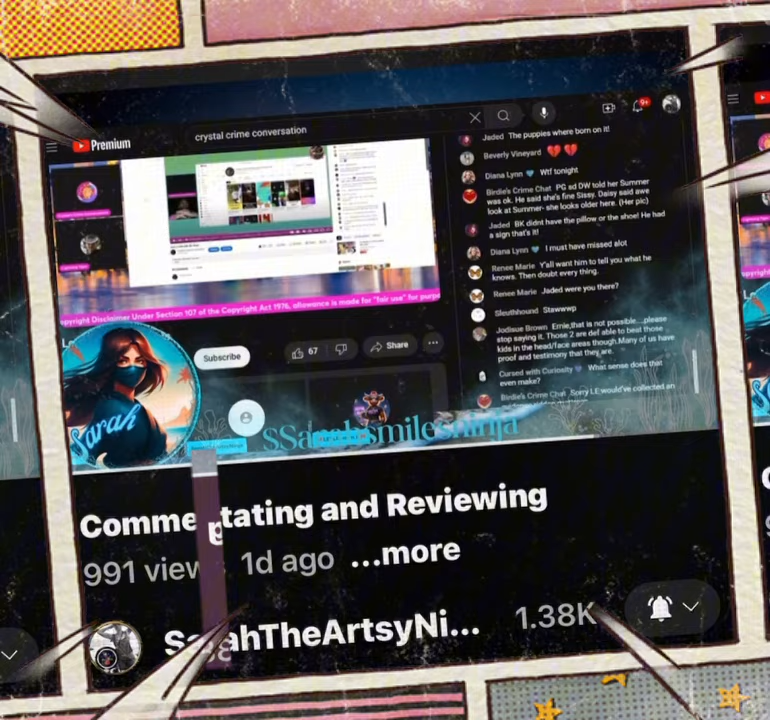 Premium
crystal crime conversation
9+
Jaded The puppies where born on it!
Beverly Vineyard
Diana Lynn Wtf tonight
Birdie's Crime Chat PG sd DW told her Summer
was ok. He said she's fine Sissy. Daisy said awe
look at Summer- she looks older here. (Her pic)
Jaded BK didnt have the pillow or the shoe! He had
a sign that's it!
Diana Lynn I must have missed alot
Renee Marie Y'all want him to tell you what he
knows. Then doubt every thing.
Renee Marie Jaded were you there?
Sleuthhound Stawwwp
Jodisue Brown Ernie,that is not possible...please
stop saying it. Those 2 are def able to beat those
kids in the head/face areas though.Many of us have
proof and testimony that they are.
Cursed with Curiosity What sense does that
even make?
Birdie's Crime Chat Sorry LE would've collected an
opyright Disclaimer Under Section 107 of the Copyright Act 1976, allowance is made for "fair use" for purpo
Subscribe
67
Share
Sarah
SSarahsmilesninja
Commentating and Reviewing
991 view 1d ago ...more
SarahTheArtsyNi... 1.38K